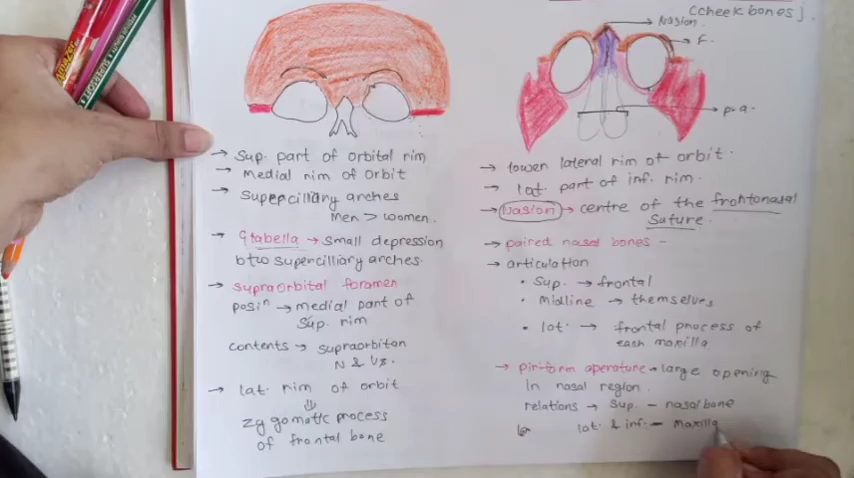 → sup. part of orbital rim
→ medial rim of orbit
→ superciliary arches
men > women.
→ Glabella → small depression
btw superciliary arches.
→ supraorbital foramen
posiⁿ → medial part of
sup. rim
contents → supraorbitan
N & Vs.
→ lat. rim of orbit
⇓
zygomatic process
of frontal bone
(cheek bones).
→ Nasion
→ F.
→ p.a.
→ lower lateral rim of orbit.
→ lat. part of inf. rim.
→ Nasion → centre of the frontonasal
suture.
→ paired nasal bones -
→ articulation
• sup. → frontal
• midline → themselves
• lat. → frontal process of
each maxilla
→ piriform aperature → large opening
In nasal region.
relations → sup. - nasal bone
lat. & inf. - maxilla